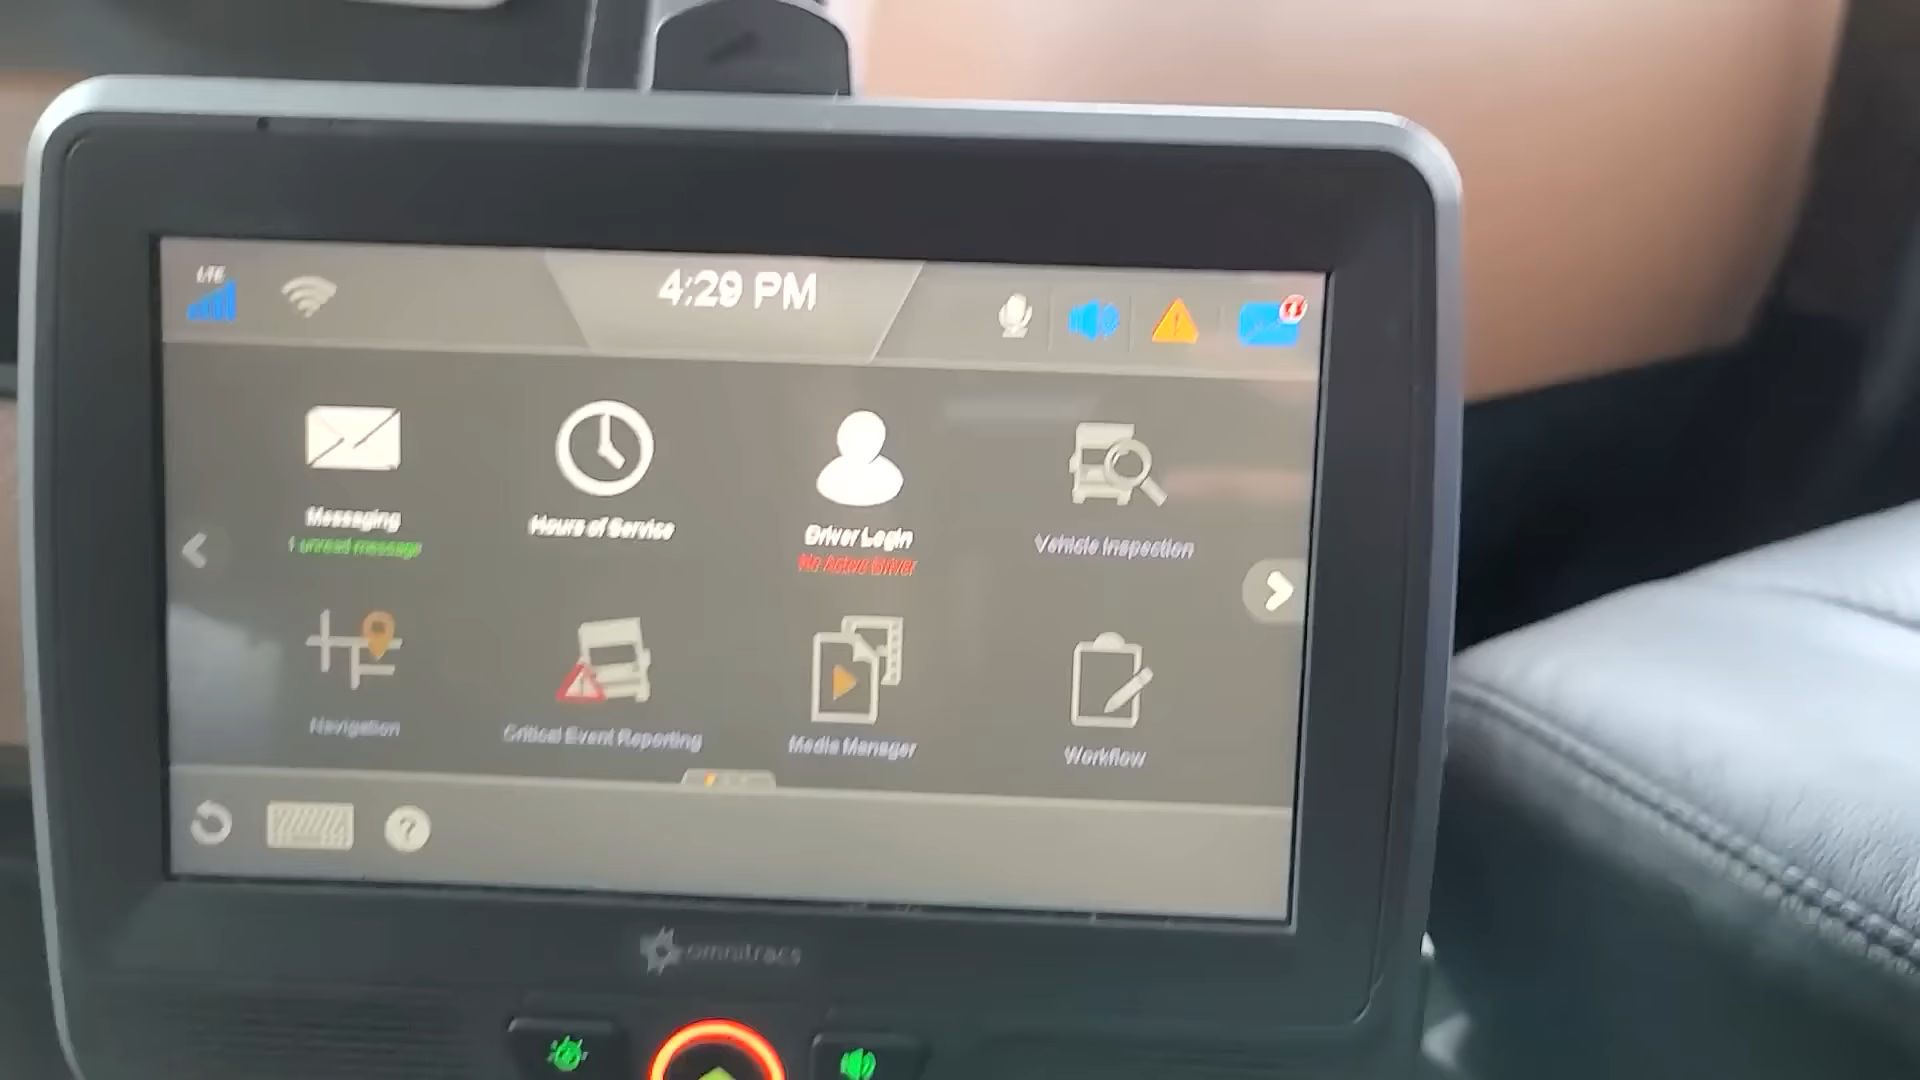 LTE
4:29 PM
Messaging
1 unread message
Hours of Service
Driver Login
No Active Driver
Vehicle Inspection
Navigation
Critical Event Reporting
Media Manager
Workflow
?
omnitracs